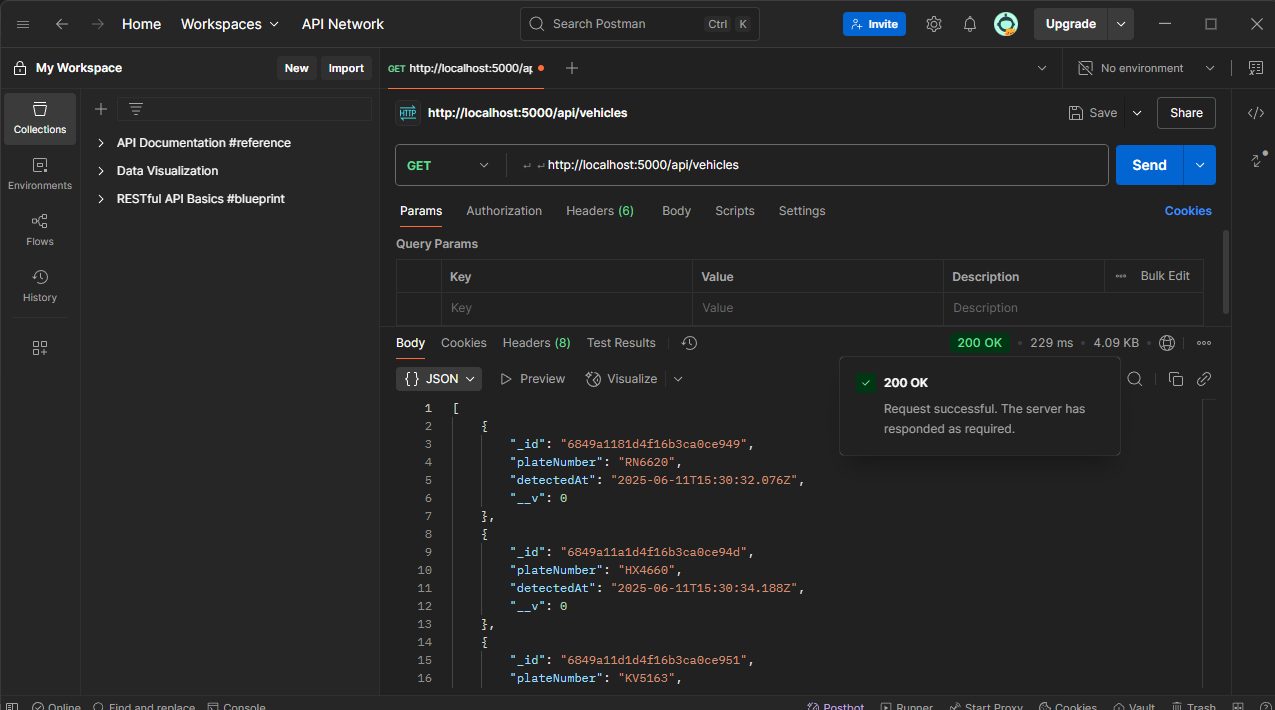 Home Workspaces API Network Search Postman Ctrl K Invite Upgrade
My Workspace New Import GET http://localhost:5000/ap No environment
Collections
Environments
Flows
History
API Documentation #reference
Data Visualization
RESTful API Basics #blueprint
HTTP http://localhost:5000/api/vehicles Save Share
GET ↵ ↵ http://localhost:5000/api/vehicles Send
Params Authorization Headers (6) Body Scripts Settings Cookies
Query Params
Key Value Description ••• Bulk Edit
Key Value Description
Body Cookies Headers (8) Test Results 200 OK • 229 ms • 4.09 KB •
{} JSON Preview Visualize
200 OK
Request successful. The server has
responded as required.
1 [
2 {
3 "_id": "6849a1181d4f16b3ca0ce949",
4 "plateNumber": "RN6620",
5 "detectedAt": "2025-06-11T15:30:32.076Z",
6 "__v": 0
7 },
8 {
9 "_id": "6849a11a1d4f16b3ca0ce94d",
10 "plateNumber": "HX4660",
11 "detectedAt": "2025-06-11T15:30:34.188Z",
12 "__v": 0
13 },
14 {
15 "_id": "6849a11d1d4f16b3ca0ce951",
16 "plateNumber": "KV5163",
Online Find and replace Console Postbot Runner Start Proxy Cookies Vault Trash